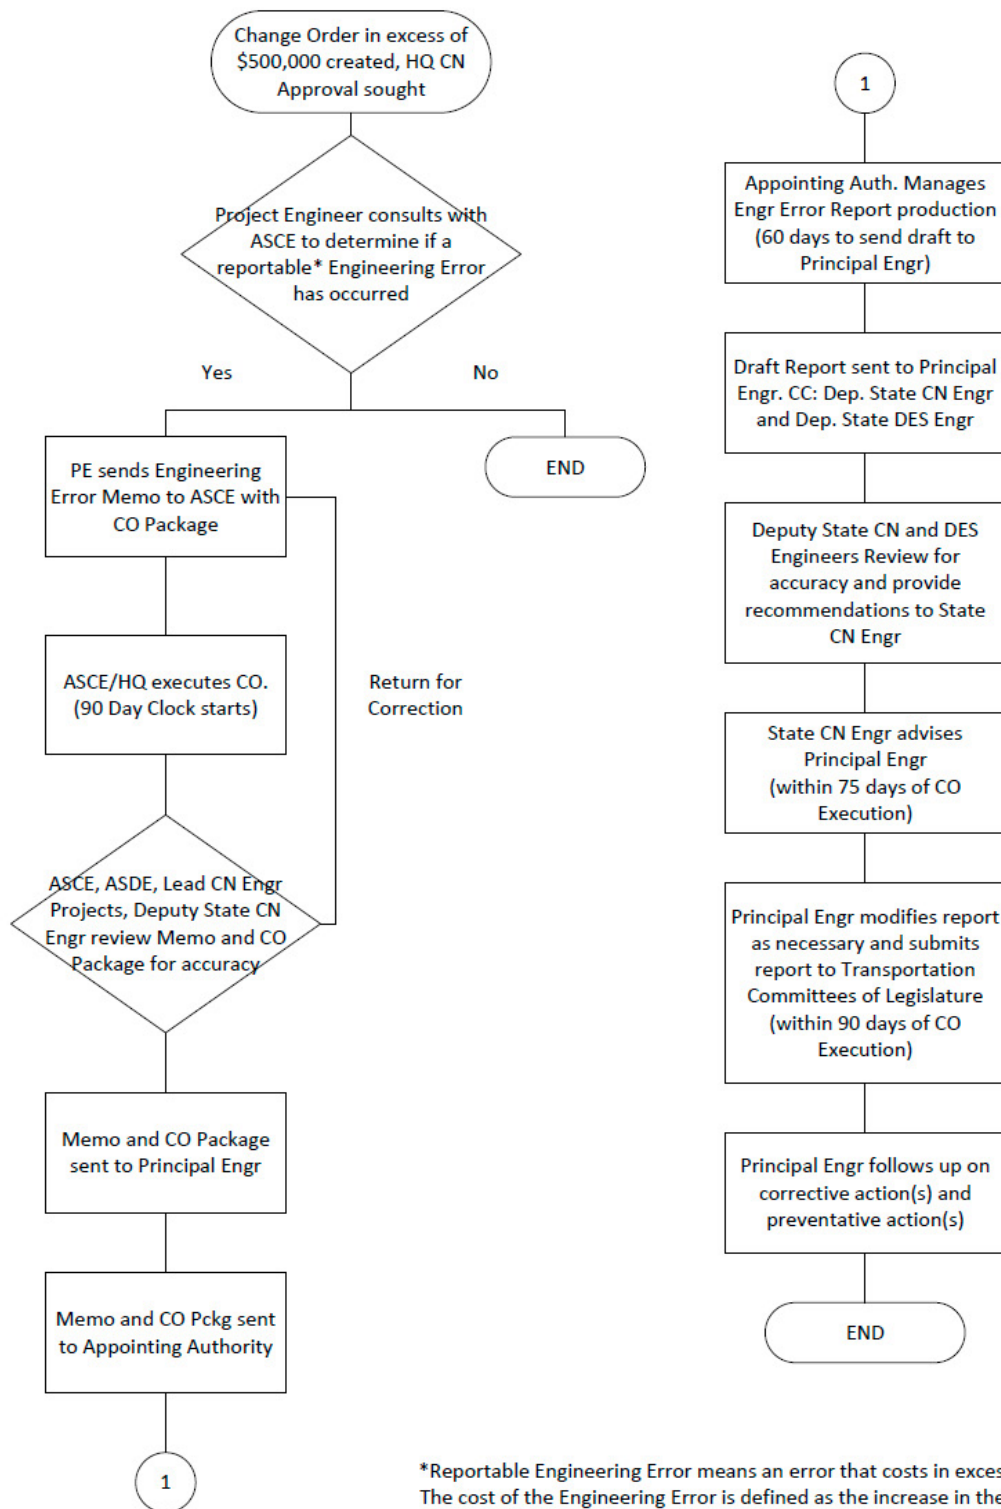 Change Order in excess of
$500,000 created, HQ CN
Approval sought
Project Engineer consults with
ASCE to determine if a
reportable* Engineering Error
has occurred
Yes
No
END
PE sends Engineering
Error Memo to ASCE with
CO Package
ASCE/HQ executes CO.
(90 Day Clock starts)
Return for
Correction
ASCE, ASDE, Lead CN Engr
Projects, Deputy State CN
Engr review Memo and CO
Package for accuracy
Memo and CO Package
sent to Principal Engr
Memo and CO Pckg sent
to Appointing Authority
1
1
Appointing Auth. Manages
Engr Error Report production
(60 days to send draft to
Principal Engr)
Draft Report sent to Principal
Engr. CC: Dep. State CN Engr
and Dep. State DES Engr
Deputy State CN and DES
Engineers Review for
accuracy and provide
recommendations to State
CN Engr
State CN Engr advises
Principal Engr
(within 75 days of CO
Execution)
Principal Engr modifies report
as necessary and submits
report to Transportation
Committees of Legislature
(within 90 days of CO
Execution)
Principal Engr follows up on
corrective action(s) and
preventative action(s)
END
*Reportable Engineering Error means an error that costs in exces
The cost of the Engineering Error is defined as the increase in the